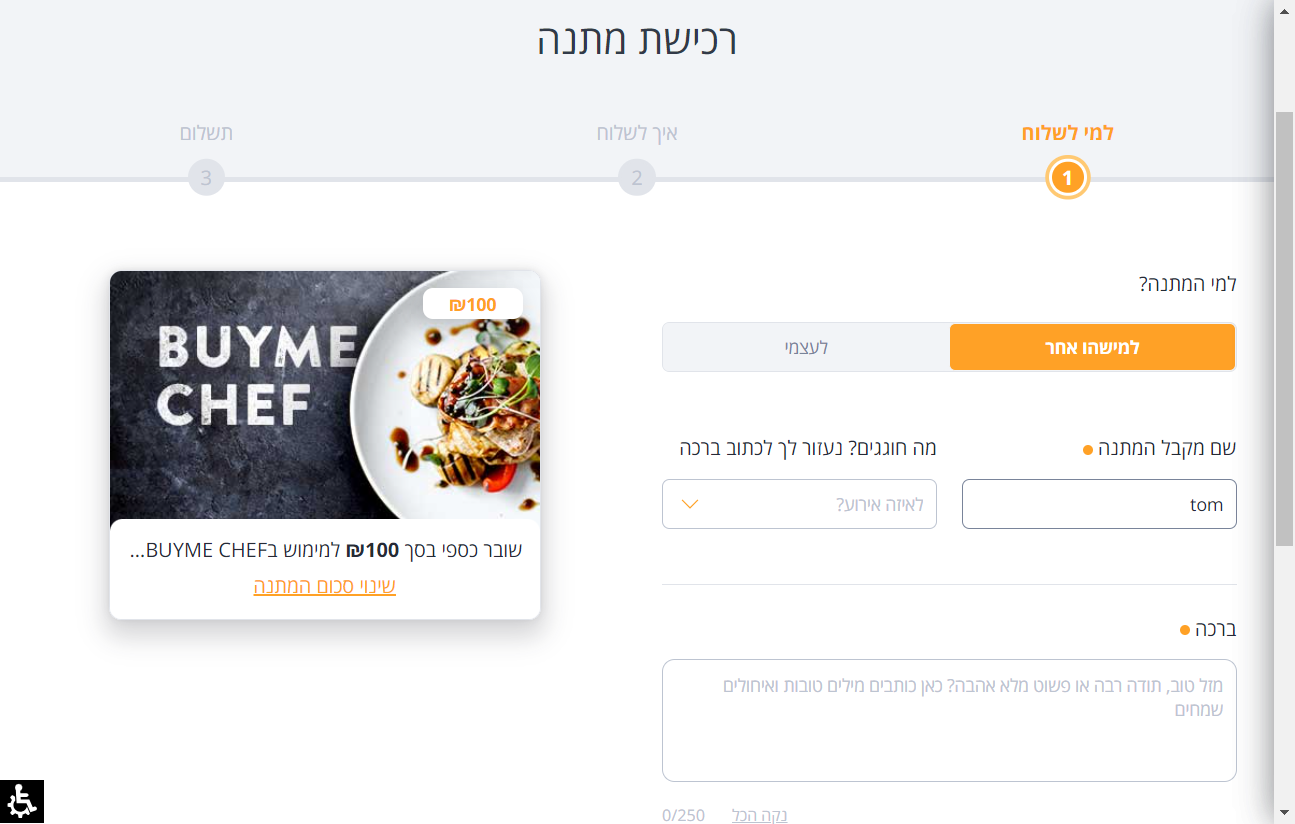 רכישת מתנה
למי לשלוח
איך לשלוח
תשלום
1
2
3
למי המתנה?
למישהו אחר
לעצמי
שם מקבל המתנה
מה חוגגים? נעזור לך לכתוב ברכה
tom
לאיזה אירוע?
ברכה
מזל טוב, תודה רבה או פשוט מלא אהבה? כאן כותבים מילים טובות ואיחולים
שמחים
נקה הכל
0/250
₪100
BUYME
CHEF
שובר כספי בסך ₪100 למימוש בBUYME CHEF...
שינוי סכום המתנה